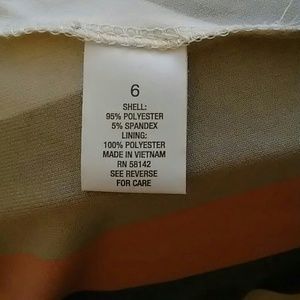 6
SHELL:
95% POLYESTER
5% SPANDEX
LINING:
100% POLYESTER
MADE IN VIETNAM
RN 58142
SEE REVERSE
FOR CARE